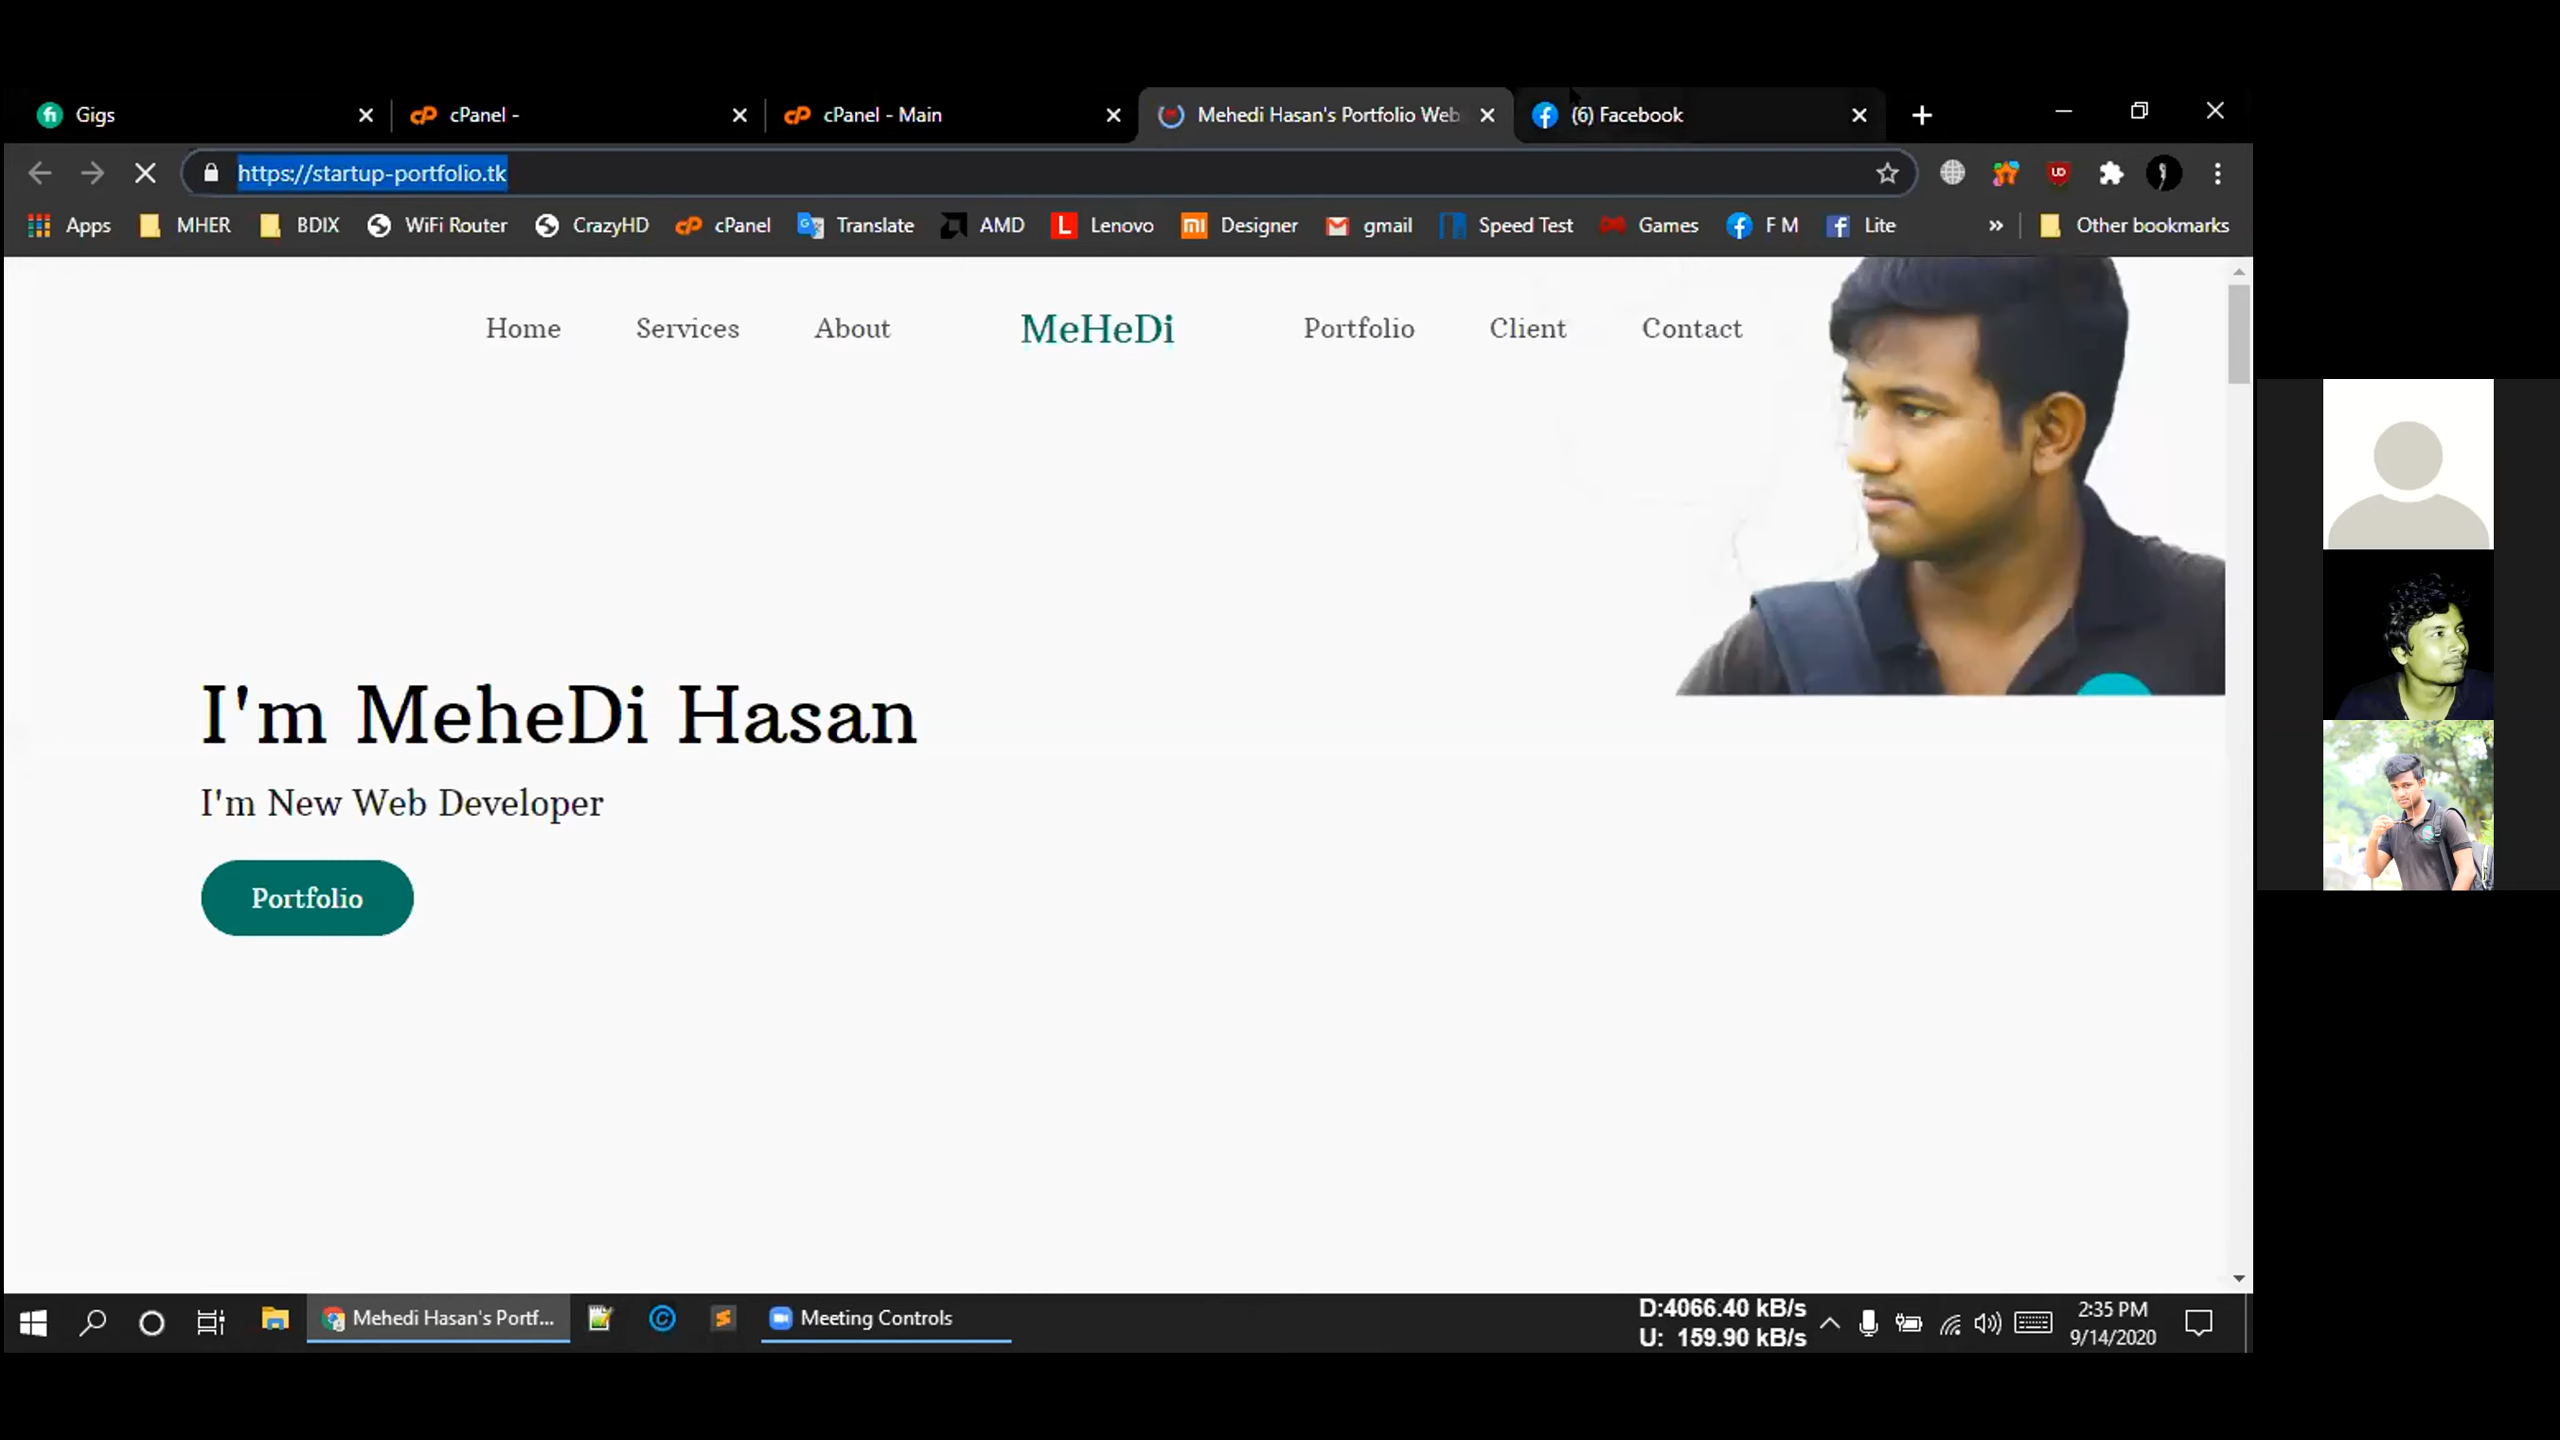 Gigs
cPanel -
cPanel - Main
Mehedi Hasan's Portfolio Web
(6) Facebook
https://startup-portfolio.tk
Apps
MHER
BDIX
WiFi Router
CrazyHD
cPanel
Translate
AMD
Lenovo
Designer
gmail
Speed Test
Games
F M
Lite
»
Other bookmarks
Home
Services
About
MeHeDi
Portfolio
Client
Contact
I'm MeheDi Hasan
I'm New Web Developer
Portfolio
Mehedi Hasan's Portf...
Meeting Controls
D:4066.40 kB/s
U: 159.90 kB/s
2:35 PM
9/14/2020